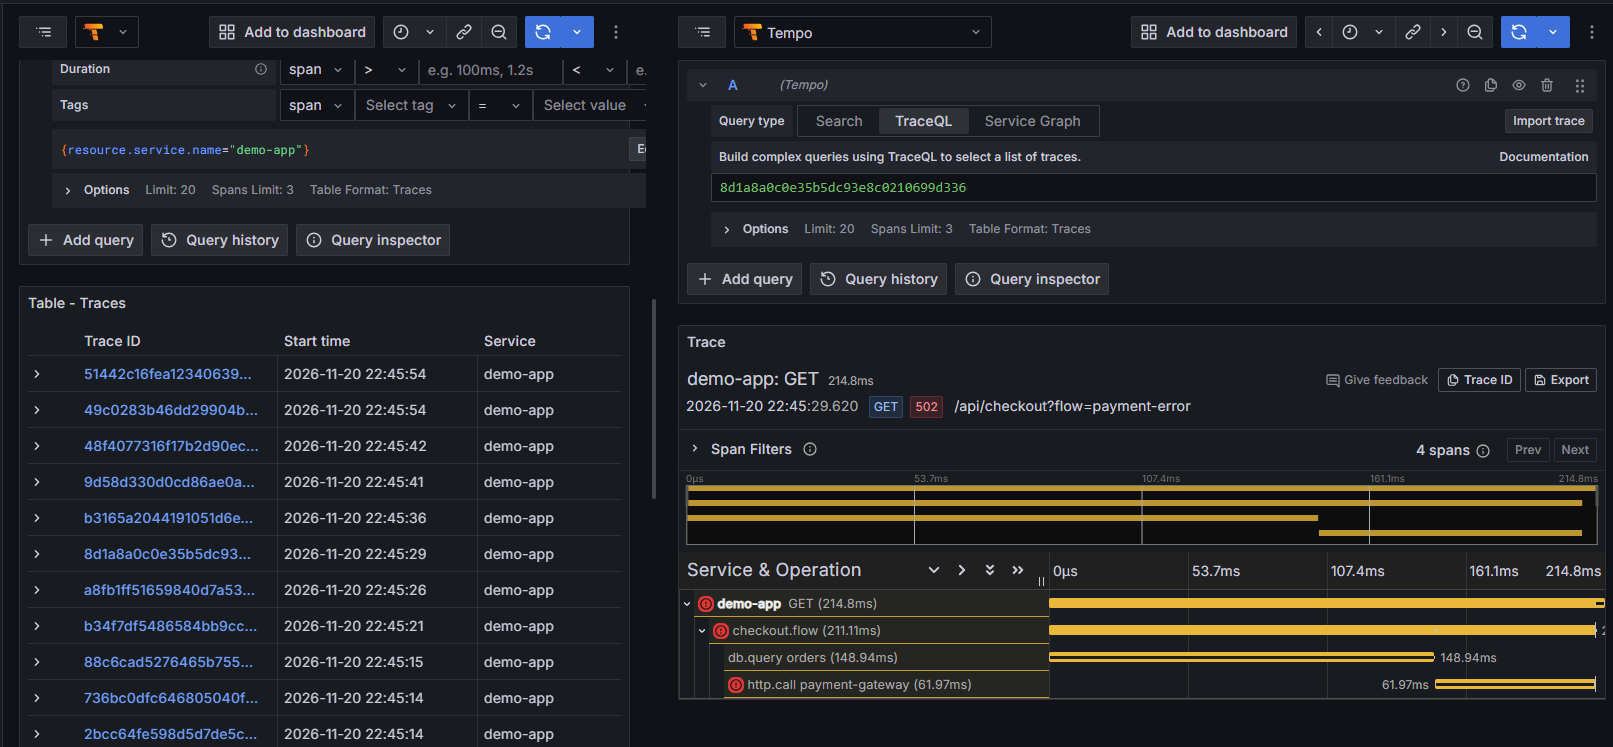 Add to dashboard
Duration
span
>
e.g. 100ms, 1.2s
<
e.
Tags
span
Select tag
=
Select value
{resource.service.name="demo-app"}
Options Limit: 20 Spans Limit: 3 Table Format: Traces
Add query
Query history
Query inspector
Table - Traces
Trace ID Start time Service
51442c16fea12340639... 2026-11-20 22:45:54 demo-app
49c0283b46dd29904b... 2026-11-20 22:45:54 demo-app
48f4077316f17b2d90ec... 2026-11-20 22:45:42 demo-app
9d58d330d0cd86ae0a... 2026-11-20 22:45:41 demo-app
b3165a2044191051d6e... 2026-11-20 22:45:36 demo-app
8d1a8a0c0e35b5dc93... 2026-11-20 22:45:29 demo-app
a8fb1ff51659840d7a53... 2026-11-20 22:45:26 demo-app
b34f7df5486584bb9cc... 2026-11-20 22:45:21 demo-app
88c6cad5276465b755... 2026-11-20 22:45:15 demo-app
736bc0dfc646805040f... 2026-11-20 22:45:14 demo-app
2bcc64fe598d5d7de5c... 2026-11-20 22:45:14 demo-app
Tempo
Add to dashboard
A (Tempo)
Query type Search TraceQL Service Graph Import trace
Build complex queries using TraceQL to select a list of traces. Documentation
8d1a8a0c0e35b5dc93e8c0210699d336
Options Limit: 20 Spans Limit: 3 Table Format: Traces
Add query
Query history
Query inspector
Trace
demo-app: GET 214.8ms
Give feedback Trace ID Export
2026-11-20 22:45:29.620 GET 502 /api/checkout?flow=payment-error
Span Filters
4 spans Prev Next
0µs 53.7ms 107.4ms 161.1ms 214.8ms
Service & Operation 0µs 53.7ms 107.4ms 161.1ms 214.8ms
demo-app GET (214.8ms)
checkout.flow (211.11ms) 2
db.query orders (148.94ms) 148.94ms
http.call payment-gateway (61.97ms) 61.97ms